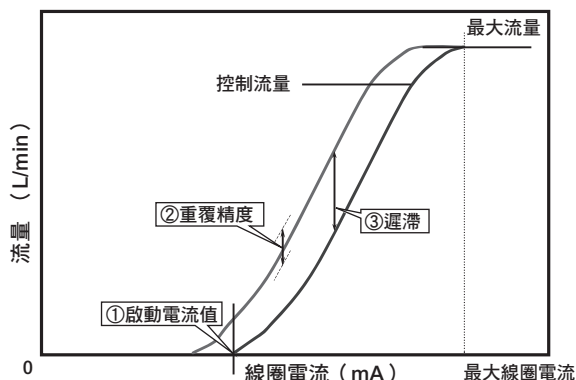 最大流量
控制流量
②重覆精度
③遲滯
①啟動電流值
流量（L/min）
0
線圈電流（mA）
最大線圈電流